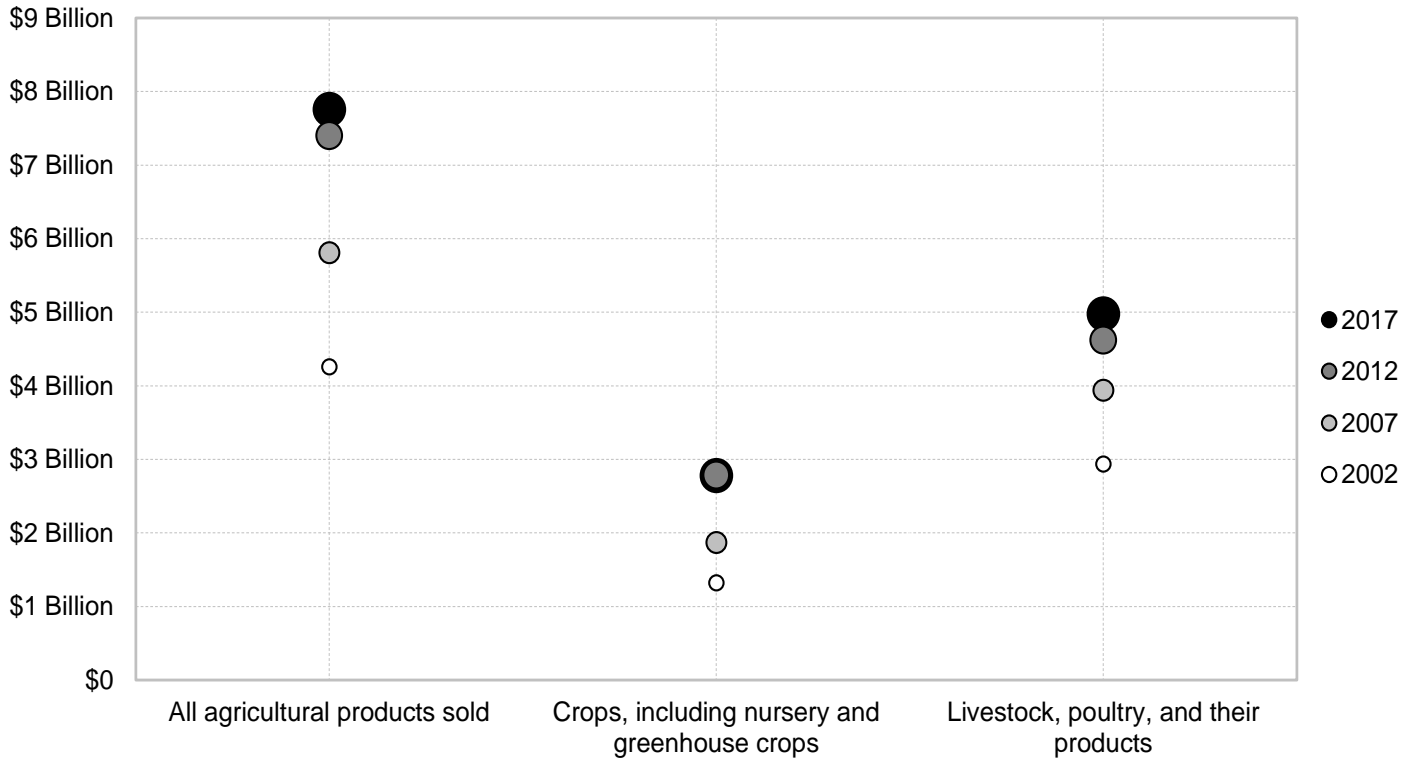 $9 Billion
$8 Billion
$7 Billion
$6 Billion
$5 Billion
$4 Billion
$3 Billion
$2 Billion
$1 Billion
$0
All agricultural products sold
Crops, including nursery and
greenhouse crops
Livestock, poultry, and their
products
2017
2012
2007
2002